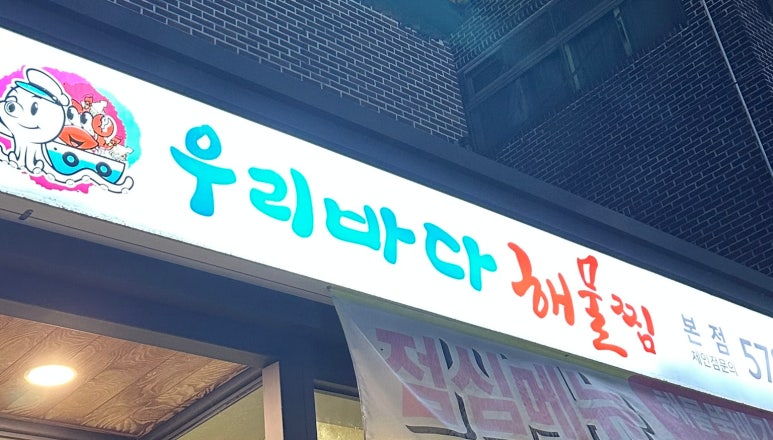 우리바다 해물찜
본점
체인점문의
점심메뉴